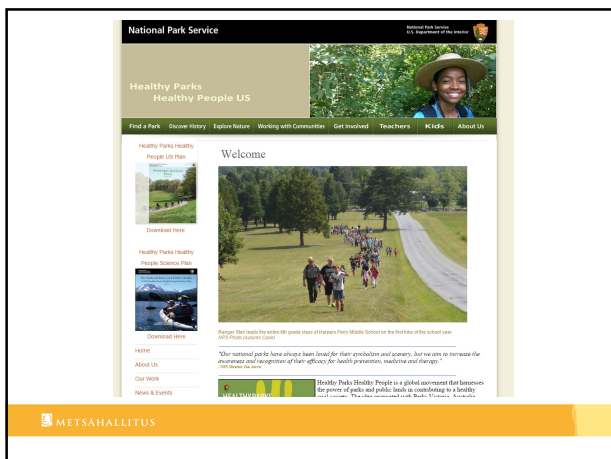 National Park Service
National Park Service
U.S. Department of the Interior
Healthy Parks
Healthy People US
Find a Park Discover History Explore Nature Working with Communities Get Involved Teachers Kids About Us
Healthy Parks Healthy
People US Plan
Download Here
Healthy Parks Healthy
People Science Plan
Download Here
Home
About Us
Our Work
News & Events
Welcome
Ranger Stan leads the entire 5th grade class of Harpers Ferry Middle School on the first hike of the school year.
NPS Photo (Autumn Cook)
"Our national parks have always been loved for their symbolism and scenery, but we aim to increase the
awareness and recognition of their efficacy for health prevention, medicine and therapy."
- NPS Director Jon Jarvis
Healthy Parks Healthy People is a global movement that harnesses
the power of parks and public lands in contributing to a healthy
METSÄHALLITUS